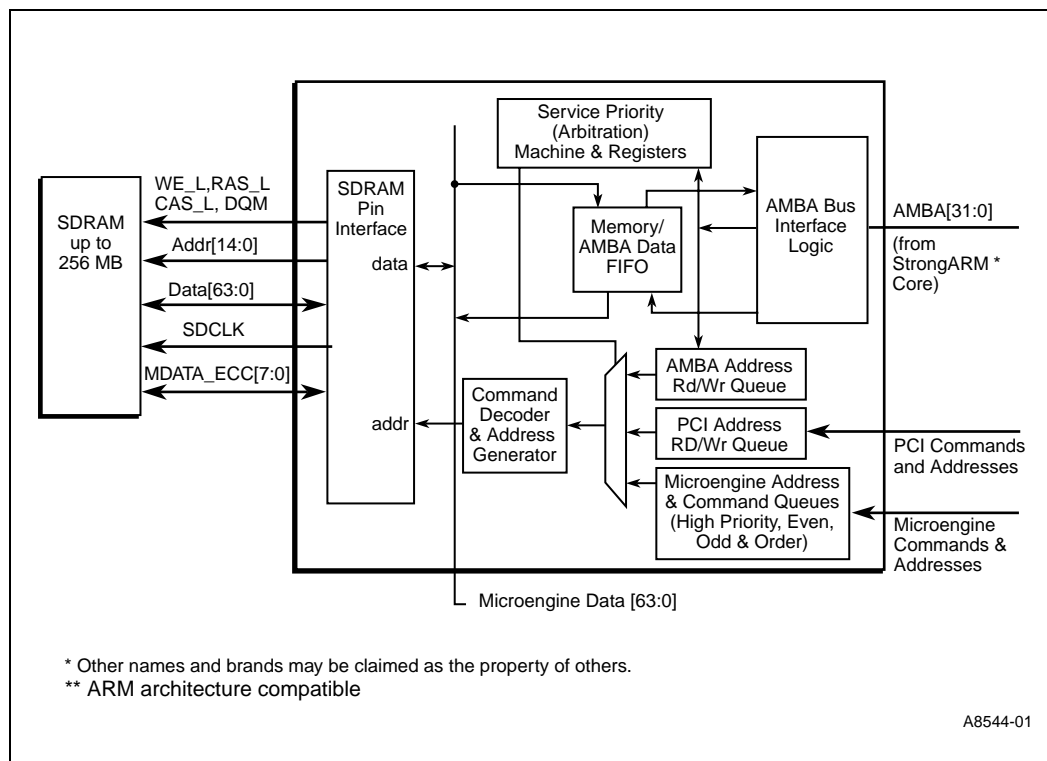 Service Priority
(Arbitration)
Machine & Registers
WE_L,RAS_L
CAS_L, DQM
SDRAM
up to
256 MB
Addr[14:0]
Data[63:0]
SDCLK
MDATA_ECC[7:0]
SDRAM
Pin
Interface
data
addr
Memory/
AMBA Data
FIFO
AMBA Bus
Interface
Logic
AMBA[31:0]
(from
StrongARM *
Core)
AMBA Address
Rd/Wr Queue
Command
Decoder
& Address
Generator
PCI Address
RD/Wr Queue
PCI Commands
and Addresses
Microengine Address
& Command Queues
(High Priority, Even,
Odd & Order)
Microengine
Commands &
Addresses
Microengine Data [63:0]
* Other names and brands may be claimed as the property of others.
** ARM architecture compatible
A8544-01